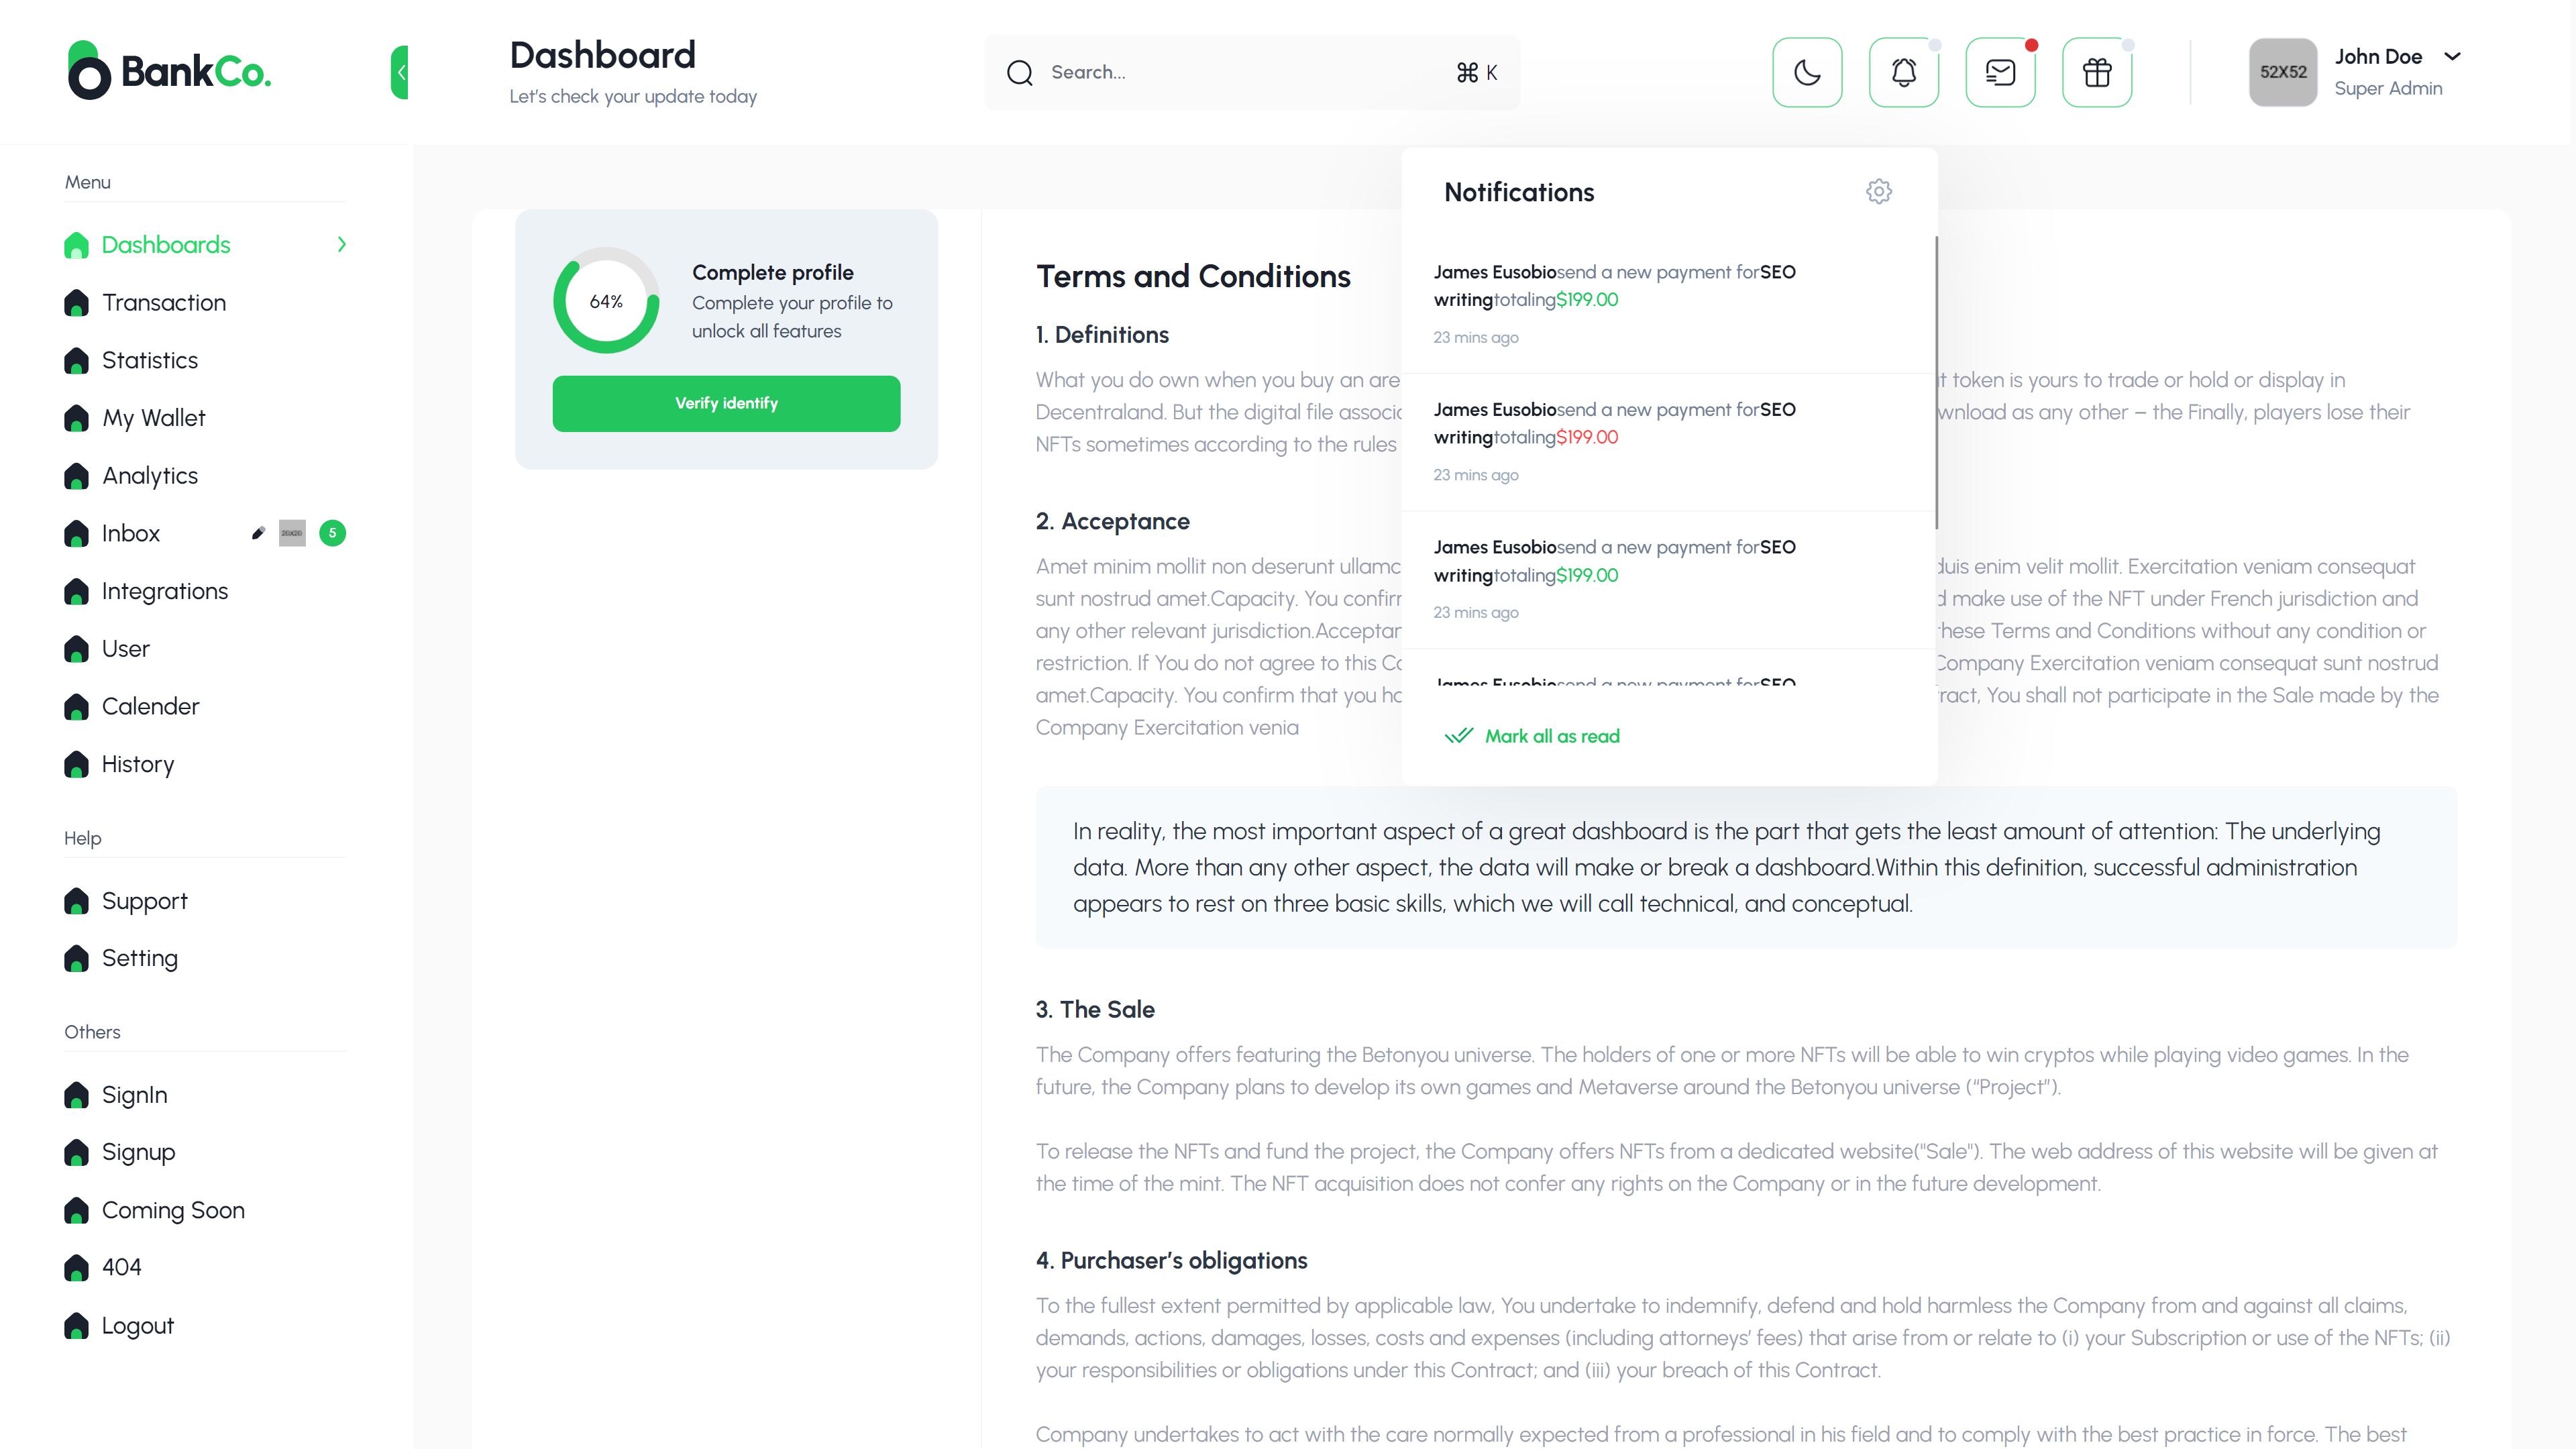 BankCo.
Dashboard
Let's check your update today
Search...
⌘ K
52X52
John Doe
Super Admin
Menu
Dashboards
Transaction
Statistics
My Wallet
Analytics
Inbox
5
Integrations
User
Calender
History
Help
Support
Setting
Others
SignIn
Signup
Coming Soon
404
Logout
64%
Complete profile
Complete your profile to
unlock all features
Verify identify
Notifications
James Eusobiosend a new payment forSEO
writingtotaling$199.00
23 mins ago
James Eusobiosend a new payment forSEO
writingtotaling$199.00
23 mins ago
James Eusobiosend a new payment forSEO
writingtotaling$199.00
23 mins ago
James Eusobiosend a new payment forSEO
Mark all as read
Terms and Conditions
1. Definitions
What you do own when you buy an token is yours to trade or hold or display in
Decentraland. But the digital file as any other – the Finally, players lose their
NFTs sometimes according to the rules
2. Acceptance
Amet minim mollit non deserunt enim velit mollit. Exercitation veniam consequat
sunt nostrud amet.Capacity. You make use of the NFT under French jurisdiction and
any other relevant Terms and Conditions without any condition or
restriction. If You do not agree to this Company Exercitation veniam consequat sunt nostrud
amet.Capacity. You confirm that you You shall not participate in the Sale made by the
Company Exercitation venia
In reality, the most important aspect of a great dashboard is the part that gets the least amount of attention: The underlying
data. More than any other aspect, the data will make or break a dashboard.Within this definition, successful administration
appears to rest on three basic skills, which we will call technical, and conceptual.
3. The Sale
The Company offers featuring the Betonyou universe. The holders of one or more NFTs will be able to win cryptos while playing video games. In the
future, the Company plans to develop its own games and Metaverse around the Betonyou universe (“Project”).
To release the NFTs and fund the project, the Company offers NFTs from a dedicated website("Sale"). The web address of this website will be given at
the time of the mint. The NFT acquisition does not confer any rights on the Company or in the future development.
4. Purchaser’s obligations
To the fullest extent permitted by applicable law, You undertake to indemnify, defend and hold harmless the Company from and against all claims,
demands, actions, damages, losses, costs and expenses (including attorneys’ fees) that arise from or relate to (i) your Subscription or use of the NFTs; (ii)
your responsibilities or obligations under this Contract; and (iii) your breach of this Contract.
Company undertakes to act with the care normally expected from a professional in his field and to comply with the best practice in force. The best